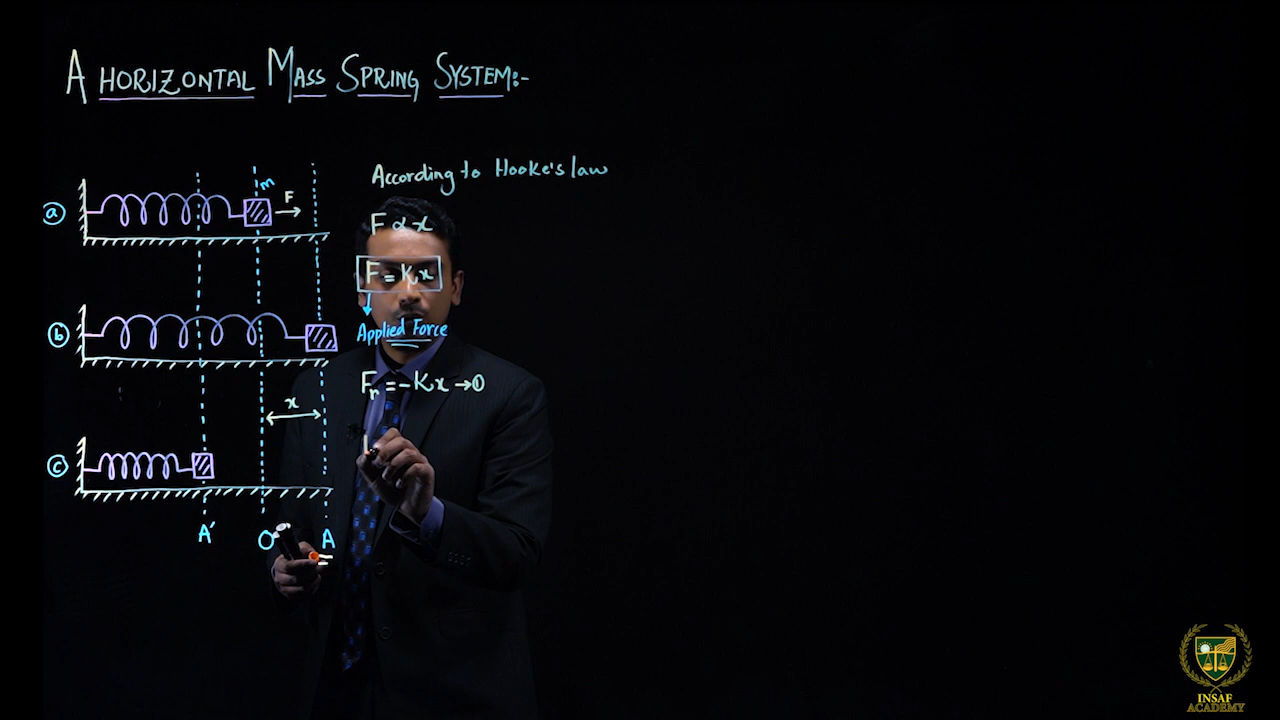 A HORIZONTAL MASS SPRING SYSTEM:-
According to Hooke's law
a
m
F
F ∝ x
F = Kx
b
Applied Force
Fr = -Kx → 1
x
c
A' O A
INSAF
ACADEMY